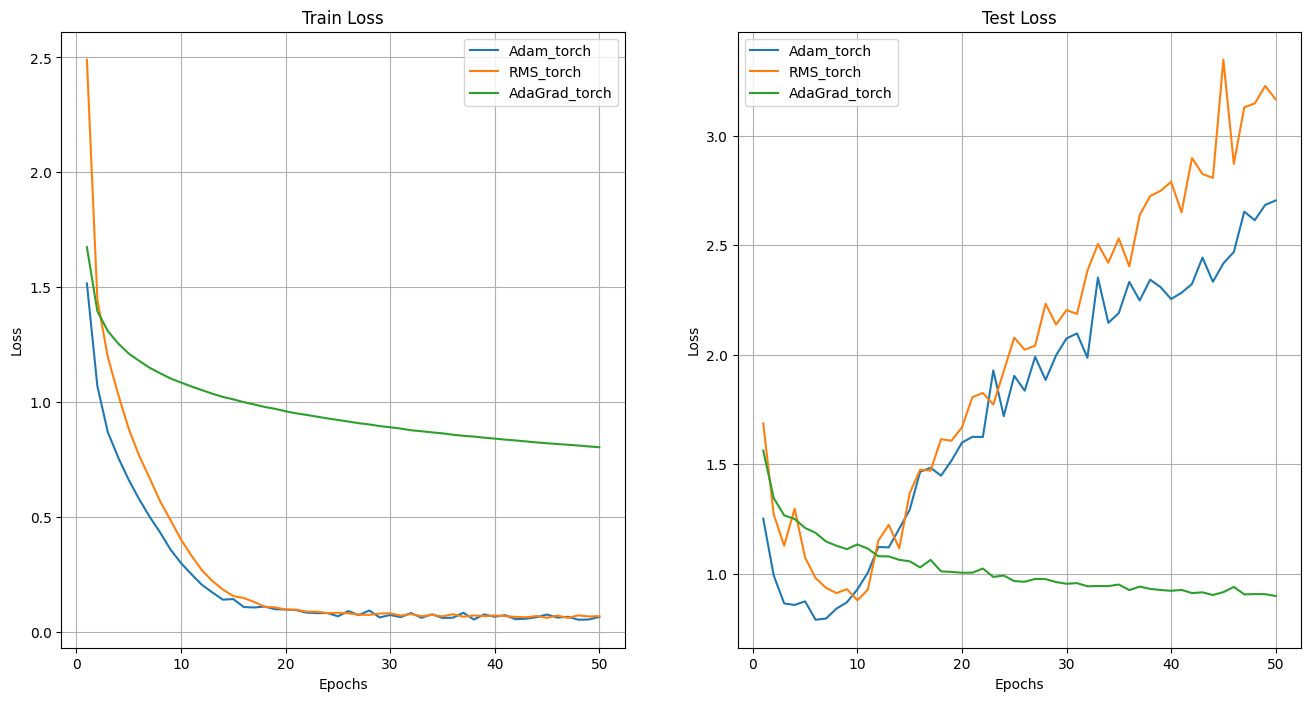 Train Loss
Adam_torch
RMS_torch
AdaGrad_torch
2.5
2.0
1.5
1.0
0.5
0.0
Loss
0 10 20 30 40 50
Epochs
Test Loss
Adam_torch
RMS_torch
AdaGrad_torch
3.0
2.5
2.0
1.5
1.0
Loss
0 10 20 30 40 50
Epochs